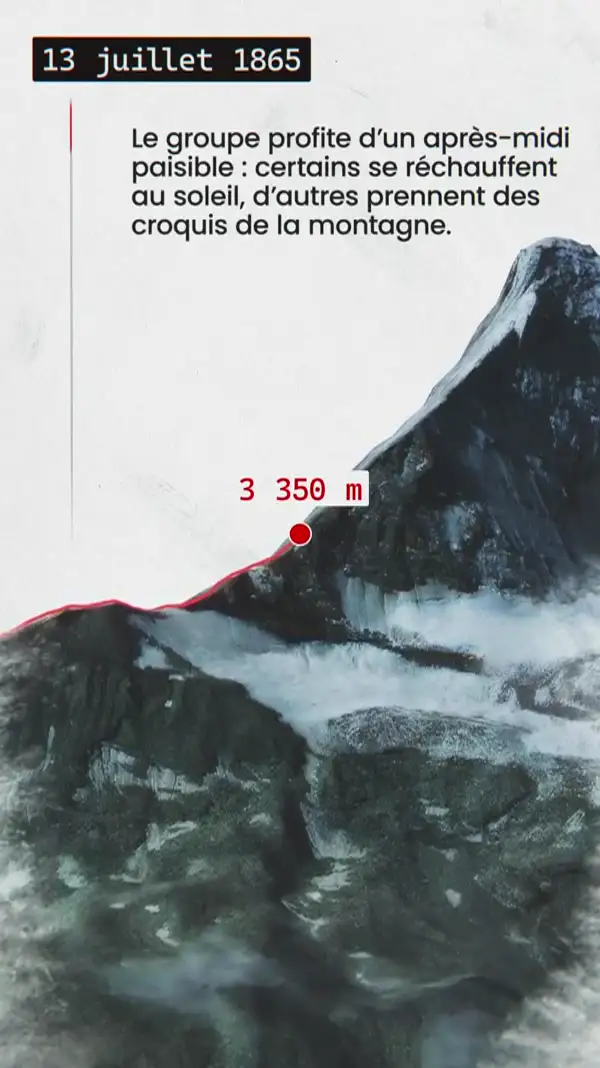 13 juillet 1865
Le groupe profite d’un après-midi
paisible : certains se réchauffent
au soleil, d’autres prennent des
croquis de la montagne.
3 350 m